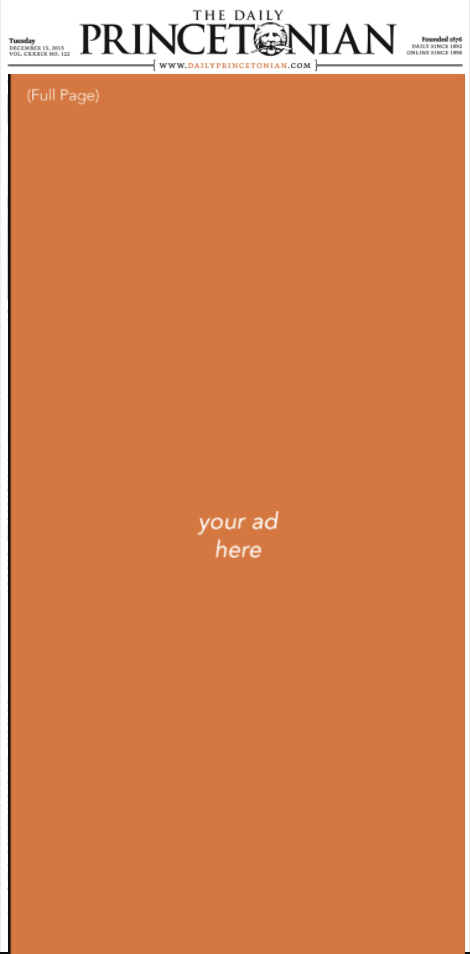 THE DAILY
PRINCETONIAN
Tuesday
DECEMBER 15, 2015
VOL. CXXXIX NO. 122
Founded 1876
DAILY SINCE 1892
ONLINE SINCE 1998
{ WWW.DAILYPRINCETONIAN.COM }
(Full Page)
your ad
here